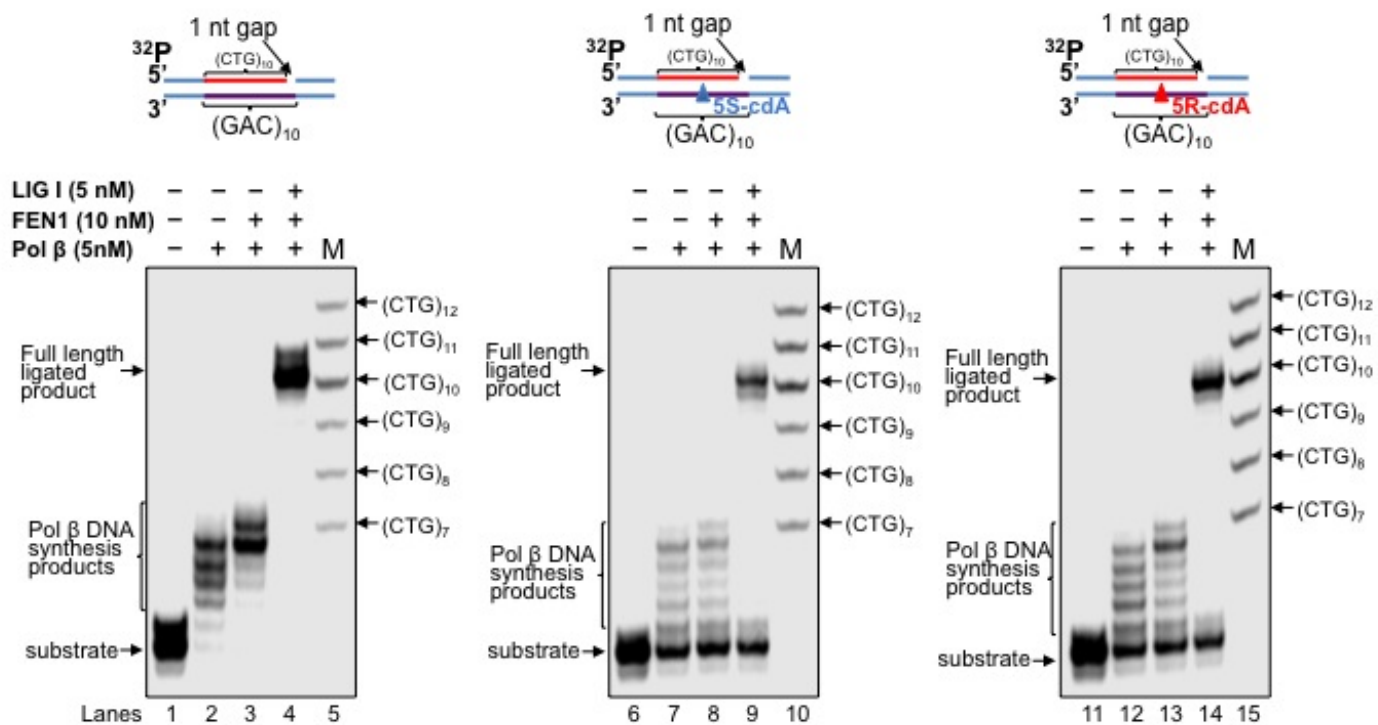 1 nt gap
³²P
5’
(CTG)₁₀
3’
(GAC)₁₀
1 nt gap
³²P
5’
(CTG)₁₀
3’
5S-cdA
(GAC)₁₀
1 nt gap
³²P
5’
(CTG)₁₀
3’
5R-cdA
(GAC)₁₀
LIG I (5 nM) – – – + – – – + – – – +
FEN1 (10 nM) – – + + – – + + – – + +
Pol β (5nM) – + + + M – + + + M – + + + M
Full length
ligated
product
Pol β DNA
synthesis
products
substrate
(CTG)₁₂
(CTG)₁₁
(CTG)₁₀
(CTG)₉
(CTG)₈
(CTG)₇
Full length
ligated
product
Pol β DNA
synthesis
products
substrate
(CTG)₁₂
(CTG)₁₁
(CTG)₁₀
(CTG)₉
(CTG)₈
(CTG)₇
Full length
ligated
product
Pol β DNA
synthesis
products
substrate
(CTG)₁₂
(CTG)₁₁
(CTG)₁₀
(CTG)₉
(CTG)₈
(CTG)₇
Lanes 1 2 3 4 5 6 7 8 9 10 11 12 13 14 15